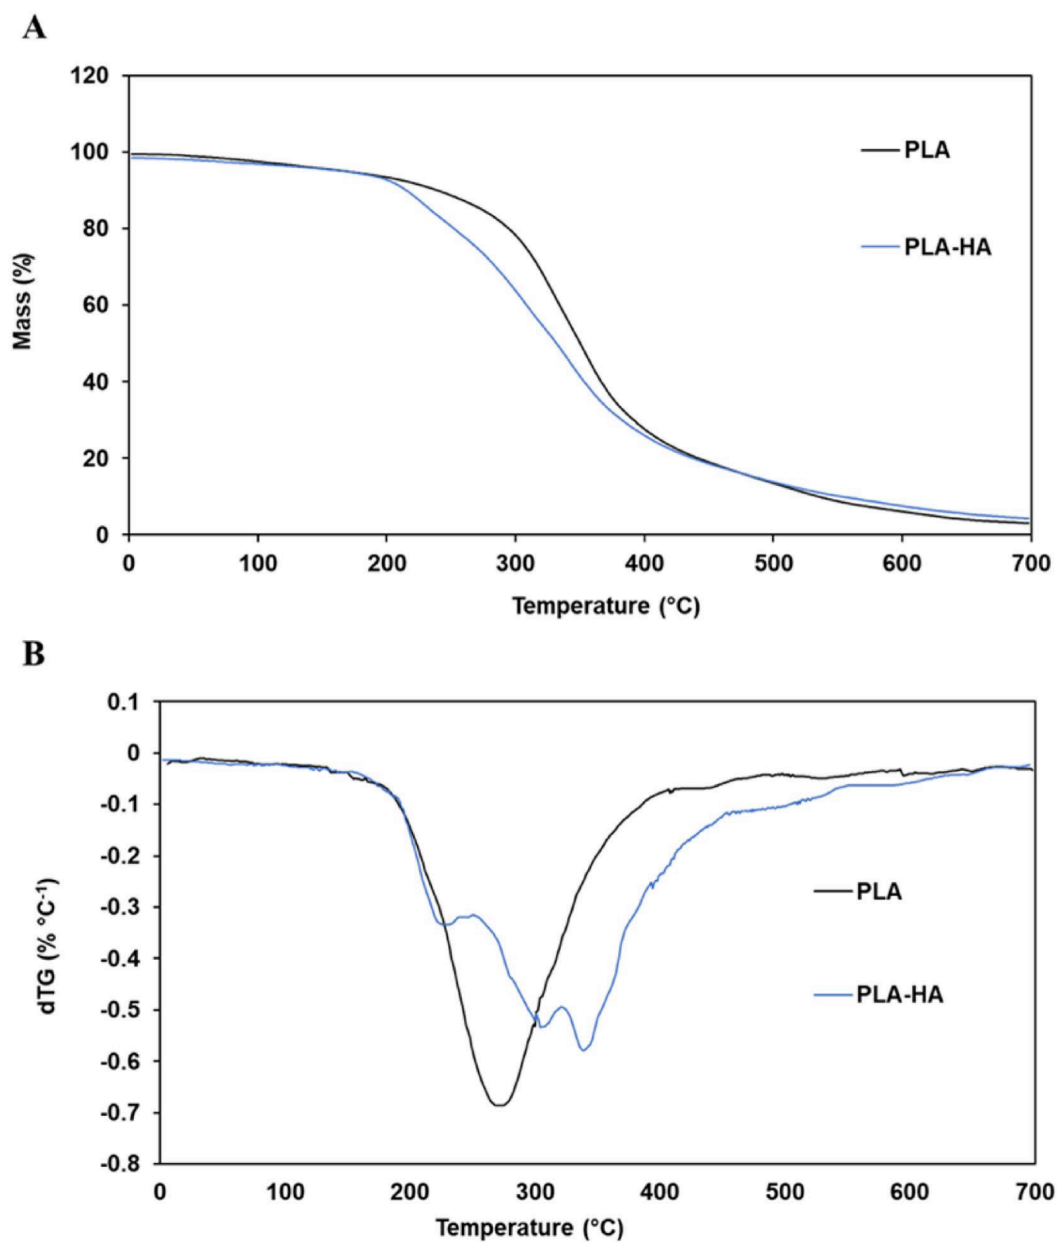 A
120
100
80
60
40
20
0
Mass (%)
PLA
PLA-HA
0 100 200 300 400 500 600 700
Temperature (°C)
B
0.1
0
-0.1
-0.2
-0.3
-0.4
-0.5
-0.6
-0.7
-0.8
dTG (% °C⁻¹)
PLA
PLA-HA
0 100 200 300 400 500 600 700
Temperature (°C)